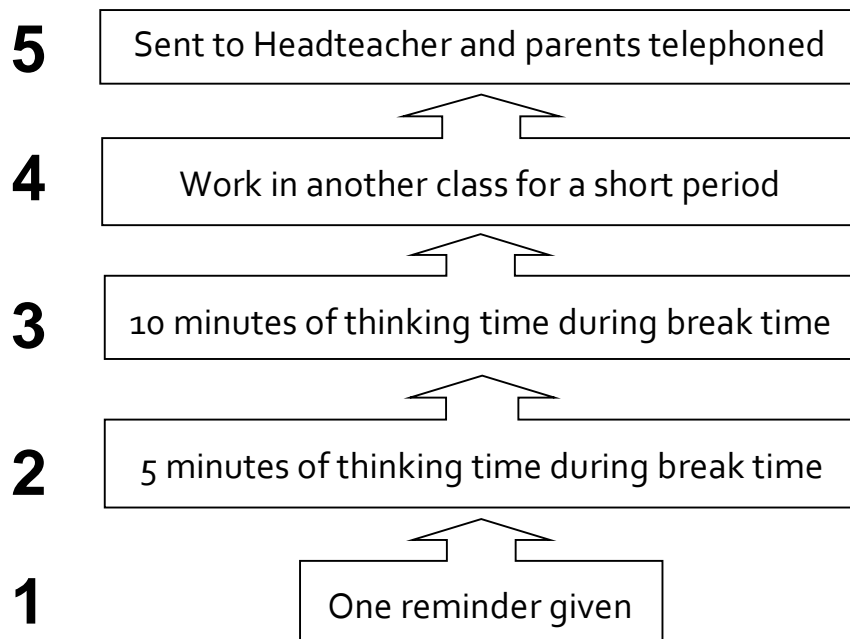 5 Sent to Headteacher and parents telephoned
4 Work in another class for a short period
3 10 minutes of thinking time during break time
2 5 minutes of thinking time during break time
1 One reminder given